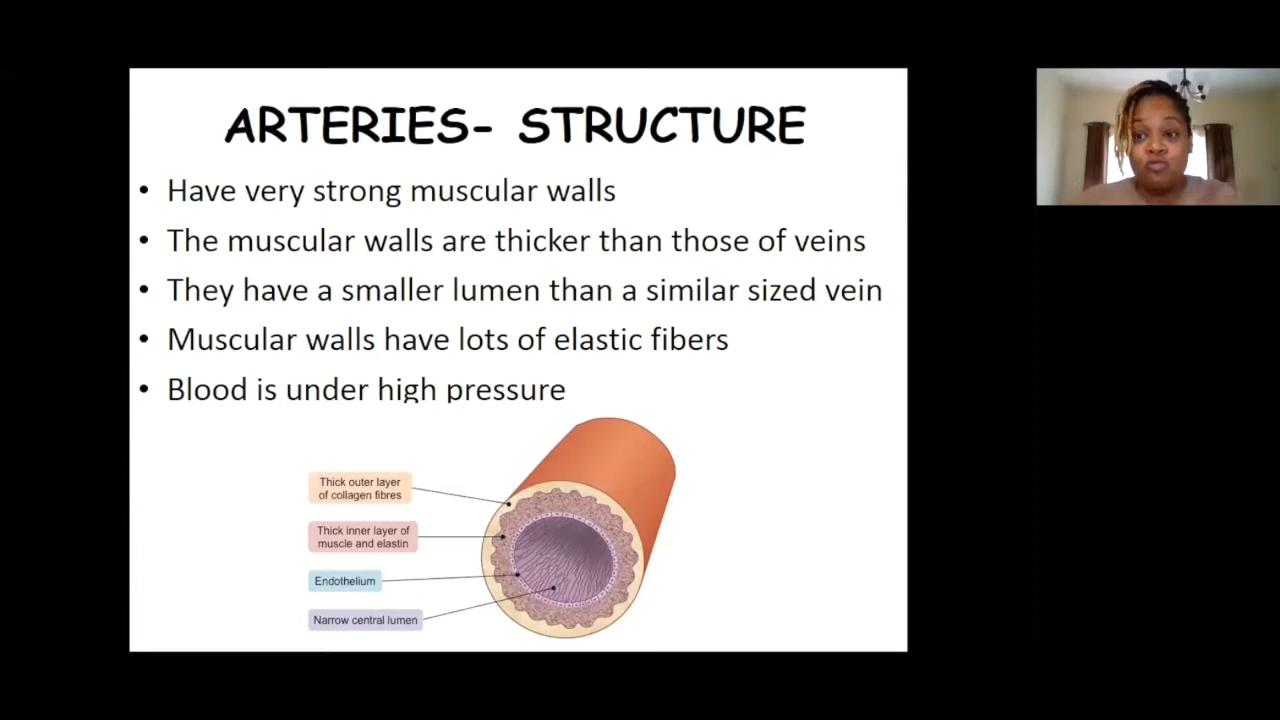 ARTERIES- STRUCTURE
• Have very strong muscular walls
• The muscular walls are thicker than those of veins
• They have a smaller lumen than a similar sized vein
• Muscular walls have lots of elastic fibers
• Blood is under high pressure
Thick outer layer
of collagen fibres
Thick inner layer of
muscle and elastin
Endothelium
Narrow central lumen